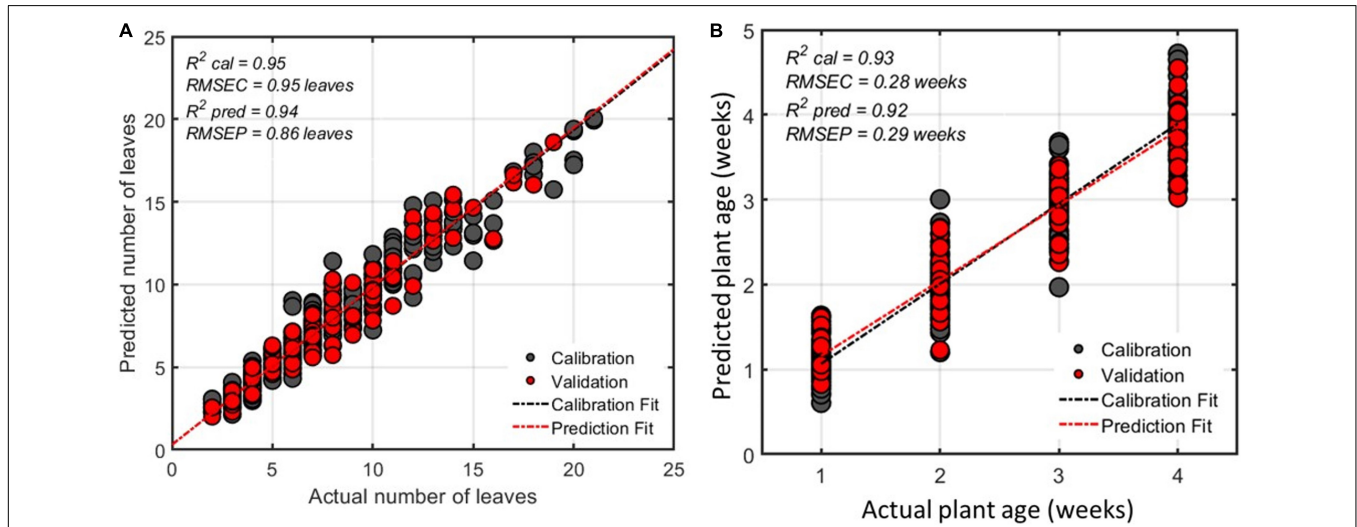 A
R² cal = 0.95
RMSEC = 0.95 leaves
R² pred = 0.94
RMSEP = 0.86 leaves
Predicted number of leaves
25
20
15
10
5
0
0 5 10 15 20 25
Actual number of leaves
Calibration
Validation
Calibration Fit
Prediction Fit
B
R² cal = 0.93
RMSEC = 0.28 weeks
R² pred = 0.92
RMSEP = 0.29 weeks
Predicted plant age (weeks)
5
4
3
2
1
0
1 2 3 4
Actual plant age (weeks)
Calibration
Validation
Calibration Fit
Prediction Fit